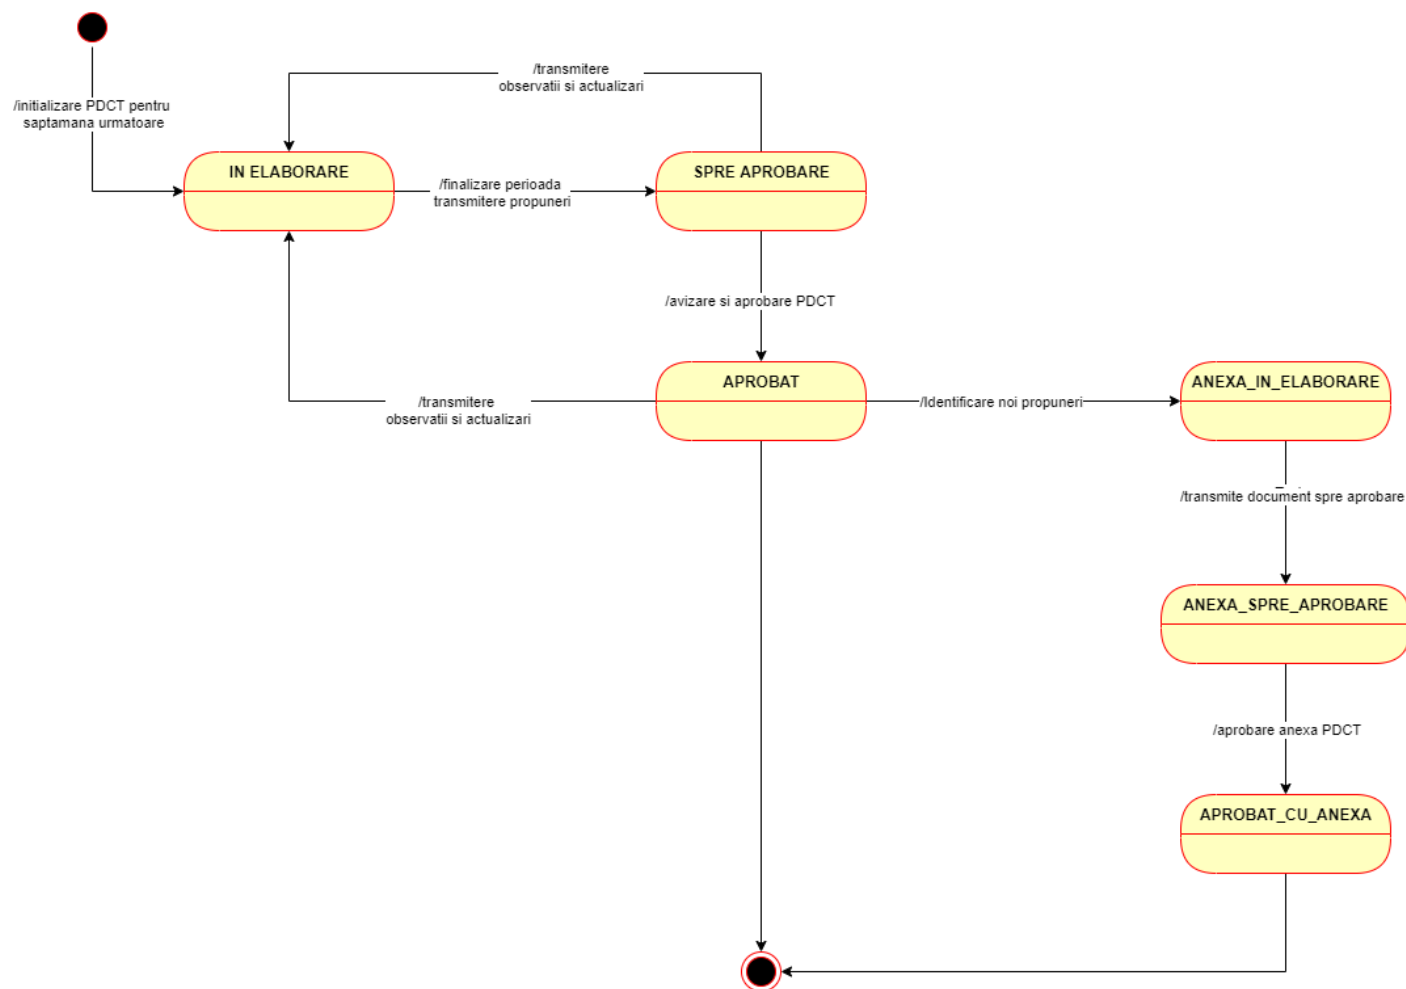 /transmitere
observatii si actualizari
/initializare PDCT pentru
saptamana urmatoare
IN ELABORARE
SPRE APROBARE
/finalizare perioada
transmitere propuneri
/avizare si aprobare PDCT
APROBAT
ANEXA_IN_ELABORARE
/transmitere
observatii si actualizari
/Identificare noi propuneri
/transmite document spre aprobare
ANEXA_SPRE_APROBARE
/aprobare anexa PDCT
APROBAT_CU_ANEXA